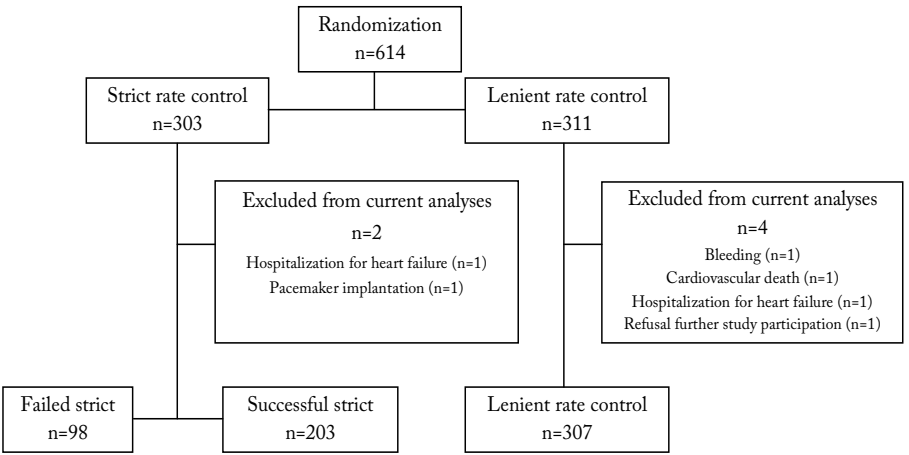 Randomization
n=614
Strict rate control
n=303
Lenient rate control
n=311
Excluded from current analyses
n=2
Hospitalization for heart failure (n=1)
Pacemaker implantation (n=1)
Excluded from current analyses
n=4
Bleeding (n=1)
Cardiovascular death (n=1)
Hospitalization for heart failure (n=1)
Refusal further study participation (n=1)
Failed strict
n=98
Successful strict
n=203
Lenient rate control
n=307